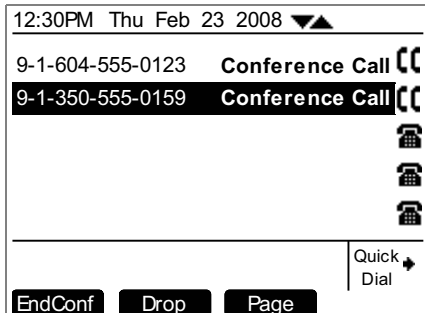 12:30PM Thu Feb 23 2008
9-1-604-555-0123 Conference Call
9-1-350-555-0159 Conference Call
Quick
Dial
EndConf Drop Page